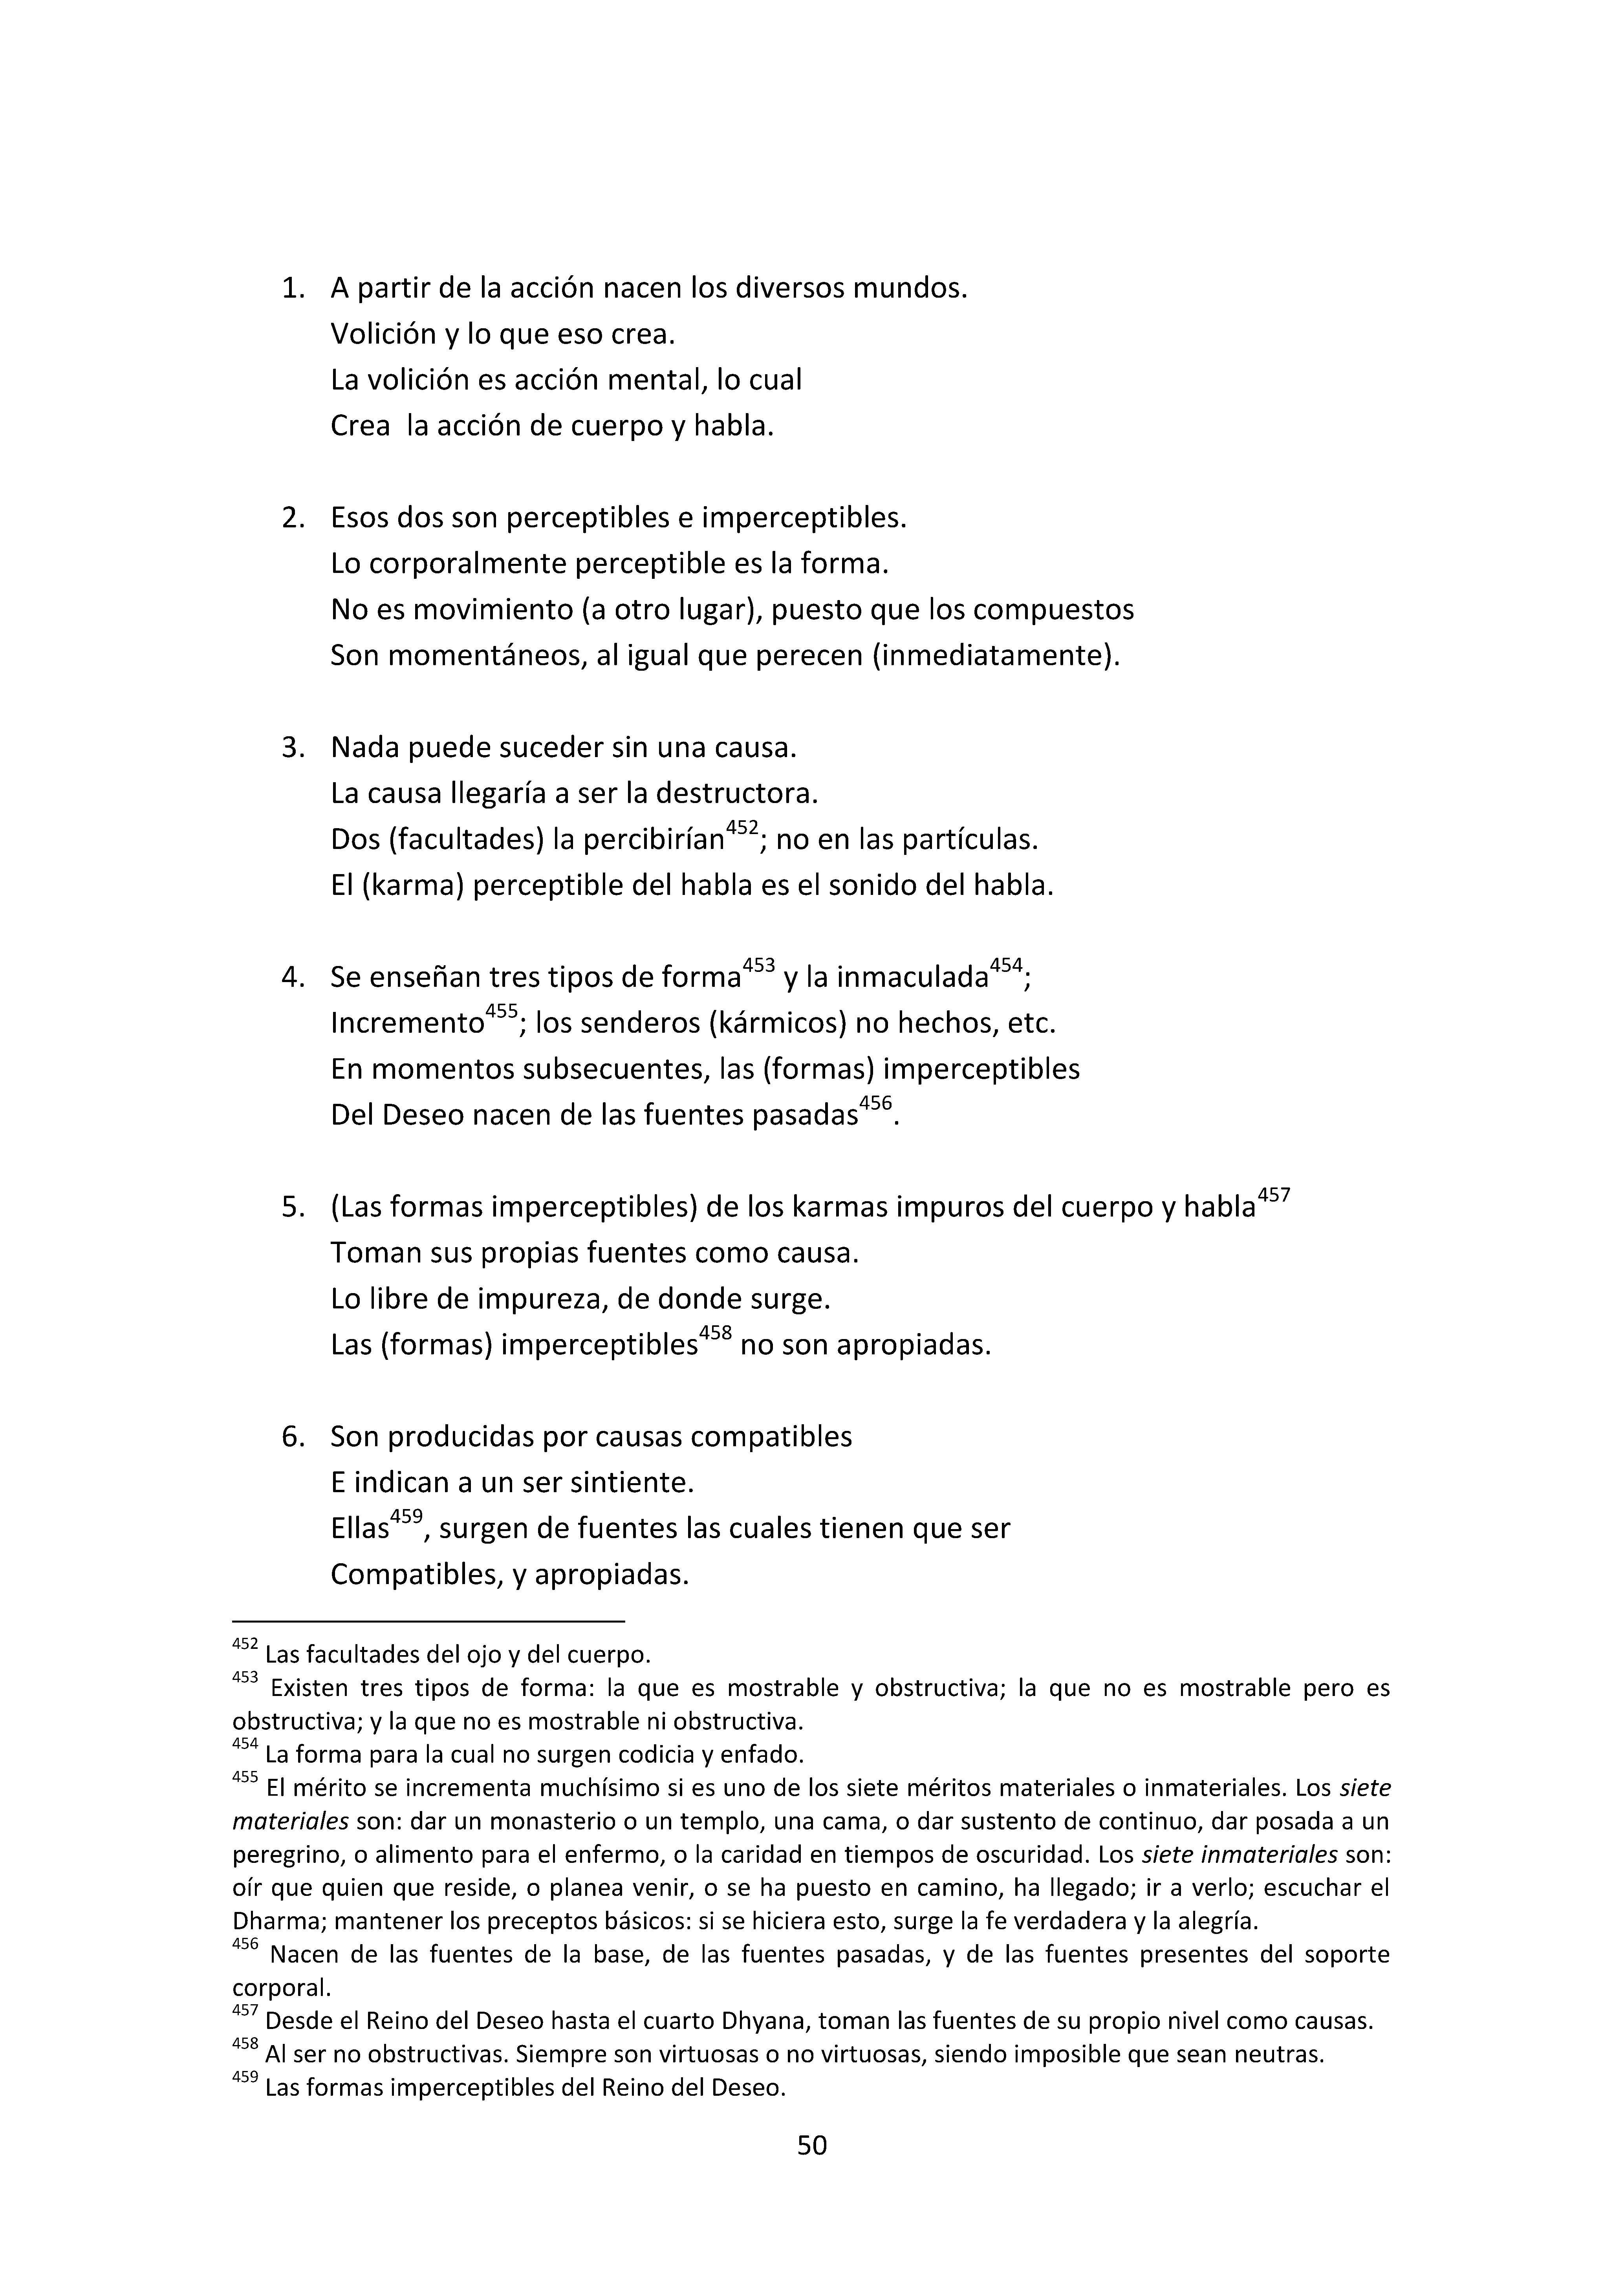 1. A partir de la acción nacen los diversos mundos.
Volición y lo que eso crea.
La volición es acción mental, lo cual
Crea  la acción de cuerpo y habla.
2. Esos dos son perceptibles e imperceptibles.
Lo corporalmente perceptible es la forma.
No es movimiento (a otro lugar), puesto que los compuestos
Son momentáneos, al igual que perecen (inmediatamente).
3. Nada puede suceder sin una causa.
La causa llegaría a ser la destructora.
Dos (facultades) la percibirían452; no en las partículas.
El (karma) perceptible del habla es el sonido del habla.
4. Se enseñan tres tipos de forma453 y la inmaculada454;
Incremento455; los senderos (kármicos) no hechos, etc.
En momentos subsecuentes, las (formas) imperceptibles
Del Deseo nacen de las fuentes pasadas456.
5. (Las formas imperceptibles) de los karmas impuros del cuerpo y habla457
Toman sus propias fuentes como causa.
Lo libre de impureza, de donde surge.
Las (formas) imperceptibles458 no son apropiadas.
6. Son producidas por causas compatibles
E indican a un ser sintiente.
Ellas459, surgen de fuentes las cuales tienen que ser
Compatibles, y apropiadas.
452 Las facultades del ojo y del cuerpo.
453 Existen tres tipos de forma: la que es mostrable y obstructiva; la que no es mostrable pero es
obstructiva; y la que no es mostrable ni obstructiva.
454 La forma para la cual no surgen codicia y enfado.
455 El mérito se incrementa muchísimo si es uno de los siete méritos materiales o inmateriales. Los siete
materiales son: dar un monasterio o un templo, una cama, o dar sustento de continuo, dar posada a un
peregrino, o alimento para el enfermo, o la caridad en tiempos de oscuridad. Los siete inmateriales son:
oír que quien que reside, o planea venir, o se ha puesto en camino, ha llegado; ir a verlo; escuchar el
Dharma; mantener los preceptos básicos: si se hiciera esto, surge la fe verdadera y la alegría.
456 Nacen de las fuentes de la base, de las fuentes pasadas, y de las fuentes presentes del soporte
corporal.
457 Desde el Reino del Deseo hasta el cuarto Dhyana, toman las fuentes de su propio nivel como causas.
458 Al ser no obstructivas. Siempre son virtuosas o no virtuosas, siendo imposible que sean neutras.
459 Las formas imperceptibles del Reino del Deseo.
50